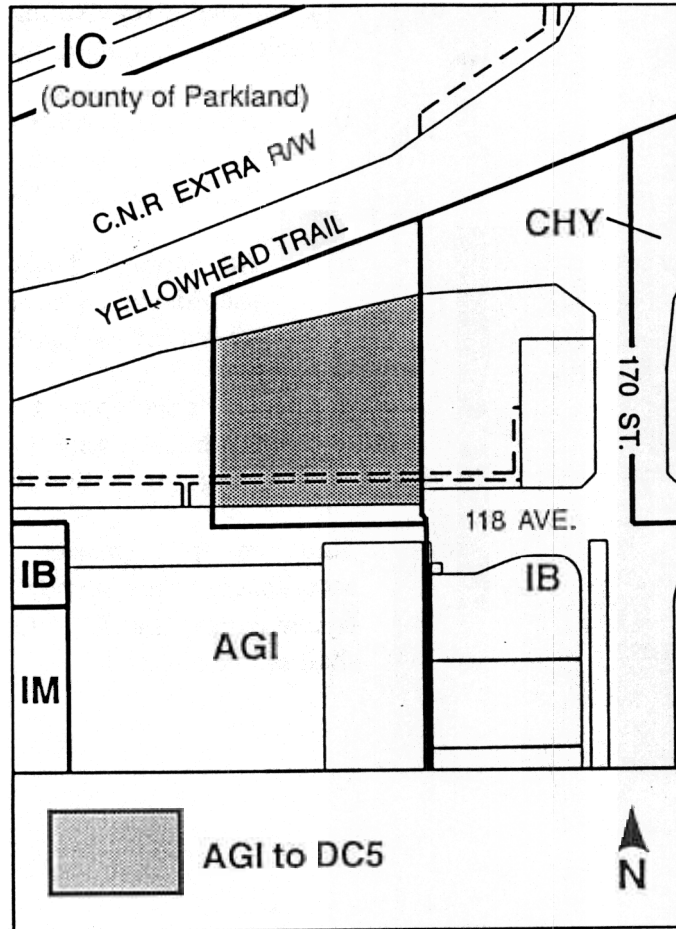 IC
(County of Parkland)
C.N.R EXTRA R/W
YELLOWHEAD TRAIL
CHY
170 ST.
118 AVE.
IB
IB
AGI
IM
AGI to DC5
N